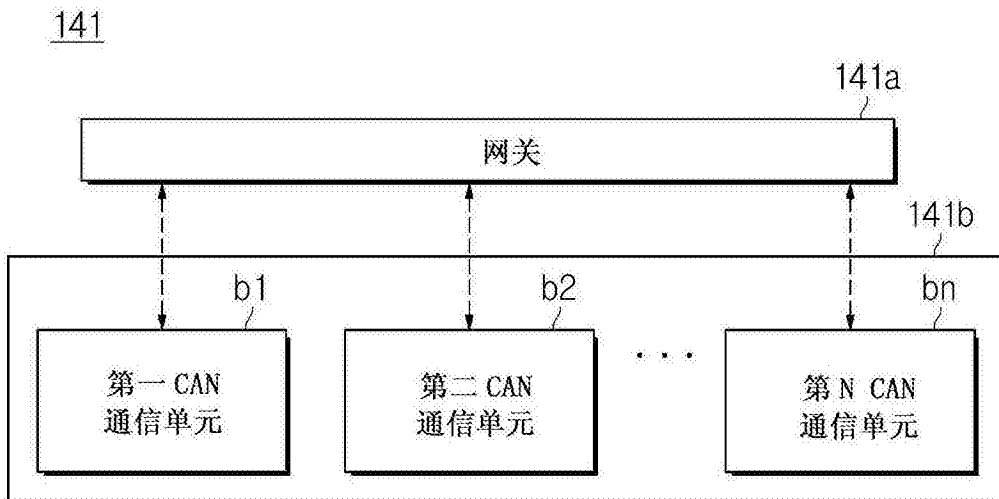 141
141a
网关
141b
b1
b2
bn
第一 CAN
通信单元
第二 CAN
通信单元
· · ·
第 N CAN
通信单元